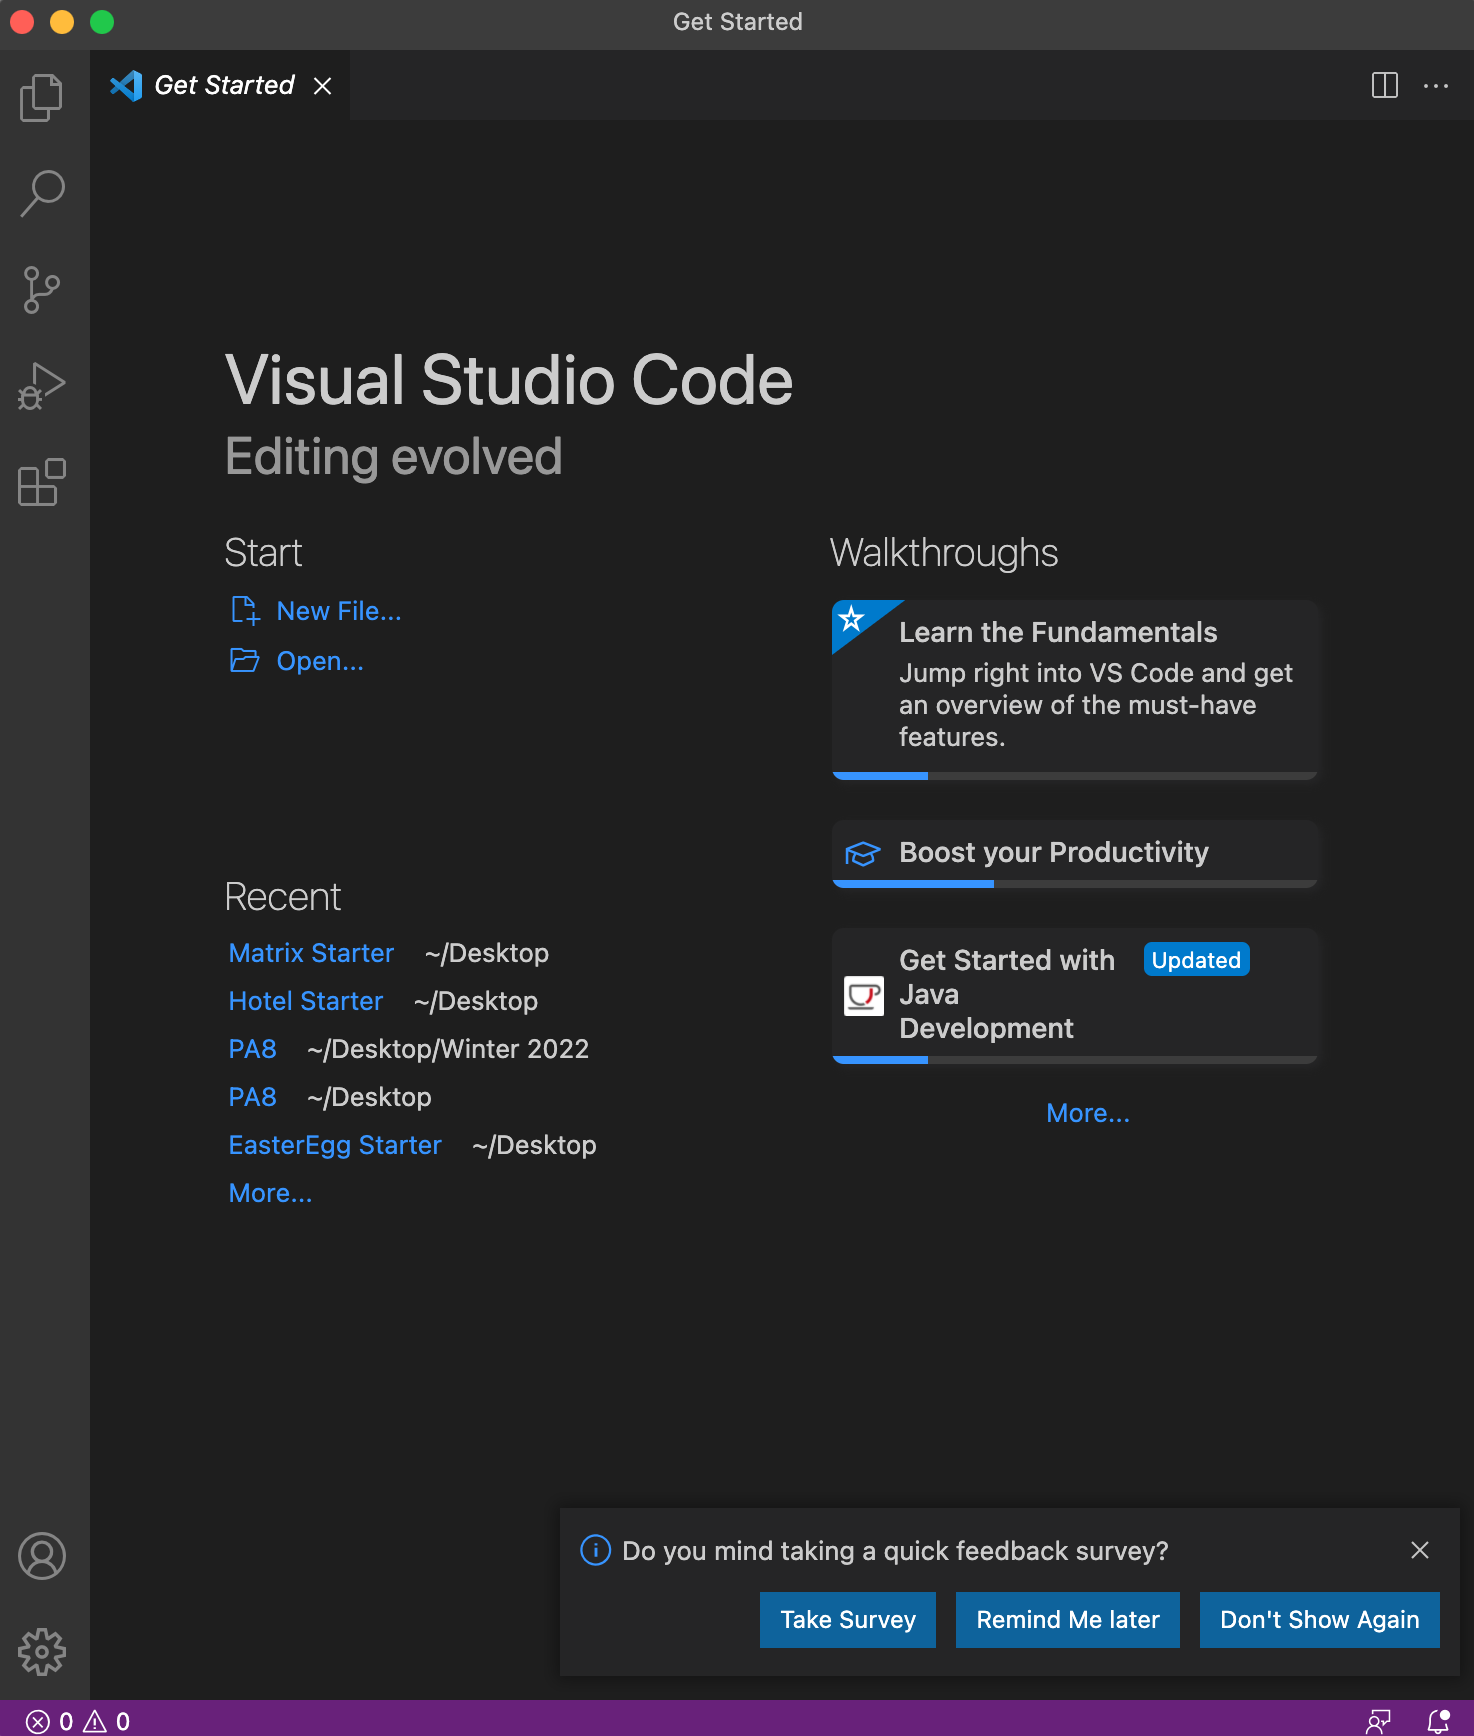 Get Started
Get Started
Visual Studio Code
Editing evolved
Start
New File...
Open...
Recent
Matrix Starter ~/Desktop
Hotel Starter ~/Desktop
PA8 ~/Desktop/Winter 2022
PA8 ~/Desktop
EasterEgg Starter ~/Desktop
More...
Walkthroughs
Learn the Fundamentals
Jump right into VS Code and get
an overview of the must-have
features.
Boost your Productivity
Get Started with Updated
Java
Development
More...
Do you mind taking a quick feedback survey?
Take Survey Remind Me later Don't Show Again
0 0